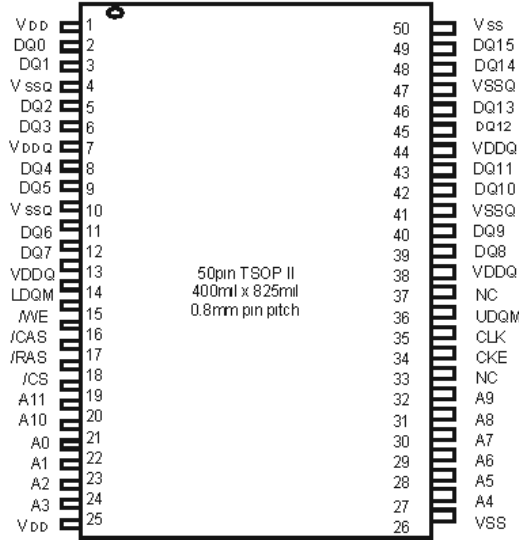 VDD 1 50 Vss
DQ0 2 49 DQ15
DQ1 3 48 DQ14
VSSQ 4 47 VSSQ
DQ2 5 46 DQ13
DQ3 6 45 DQ12
VDDQ 7 44 VDDQ
DQ4 8 43 DQ11
DQ5 9 42 DQ10
VSSQ 10 41 VSSQ
DQ6 11 40 DQ9
DQ7 12 39 DQ8
VDDQ 13 38 VDDQ
LDQM 14 37 NC
/WE 15 36 UDQM
/CAS 16 35 CLK
/RAS 17 34 CKE
/CS 18 33 NC
A11 19 32 A9
A10 20 31 A8
A0 21 30 A7
A1 22 29 A6
A2 23 28 A5
A3 24 27 A4
VDD 25 26 VSS
50pin TSOP II
400mil x 825mil
0.8mm pin pitch